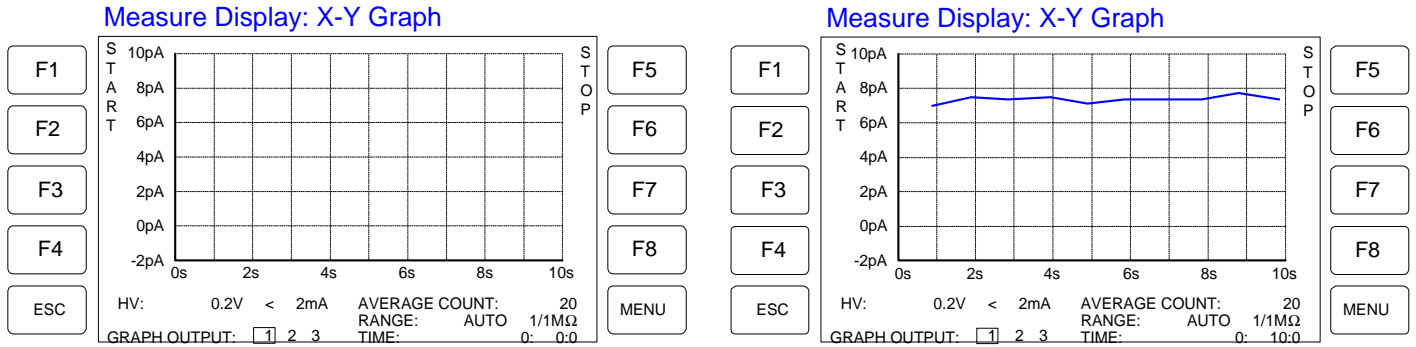 Measure Display: X-Y Graph
F1
F2
F3
F4
ESC
START
10pA
8pA
6pA
4pA
2pA
0pA
-2pA
0s 2s 4s 6s 8s 10s
STOP
HV: 0.2V < 2mA AVERAGE COUNT: 20
RANGE: AUTO 1/1MΩ
GRAPH OUTPUT: 1 2 3 TIME: 0: 0:0
F5
F6
F7
F8
MENU
Measure Display: X-Y Graph
F1
F2
F3
F4
ESC
START
10pA
8pA
6pA
4pA
2pA
0pA
-2pA
0s 2s 4s 6s 8s 10s
STOP
HV: 0.2V < 2mA AVERAGE COUNT: 20
RANGE: AUTO 1/1MΩ
GRAPH OUTPUT: 1 2 3 TIME: 0: 10:0
F5
F6
F7
F8
MENU